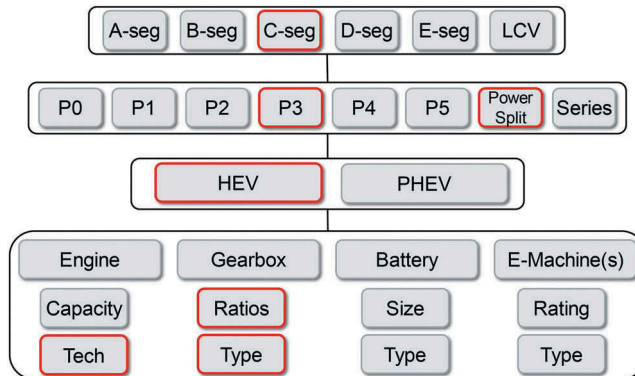 A-seg B-seg C-seg D-seg E-seg LCV
P0 P1 P2 P3 P4 P5 Power Split Series
HEV PHEV
Engine Gearbox Battery E-Machine(s)
Capacity Ratios Size Rating
Tech Type Type Type